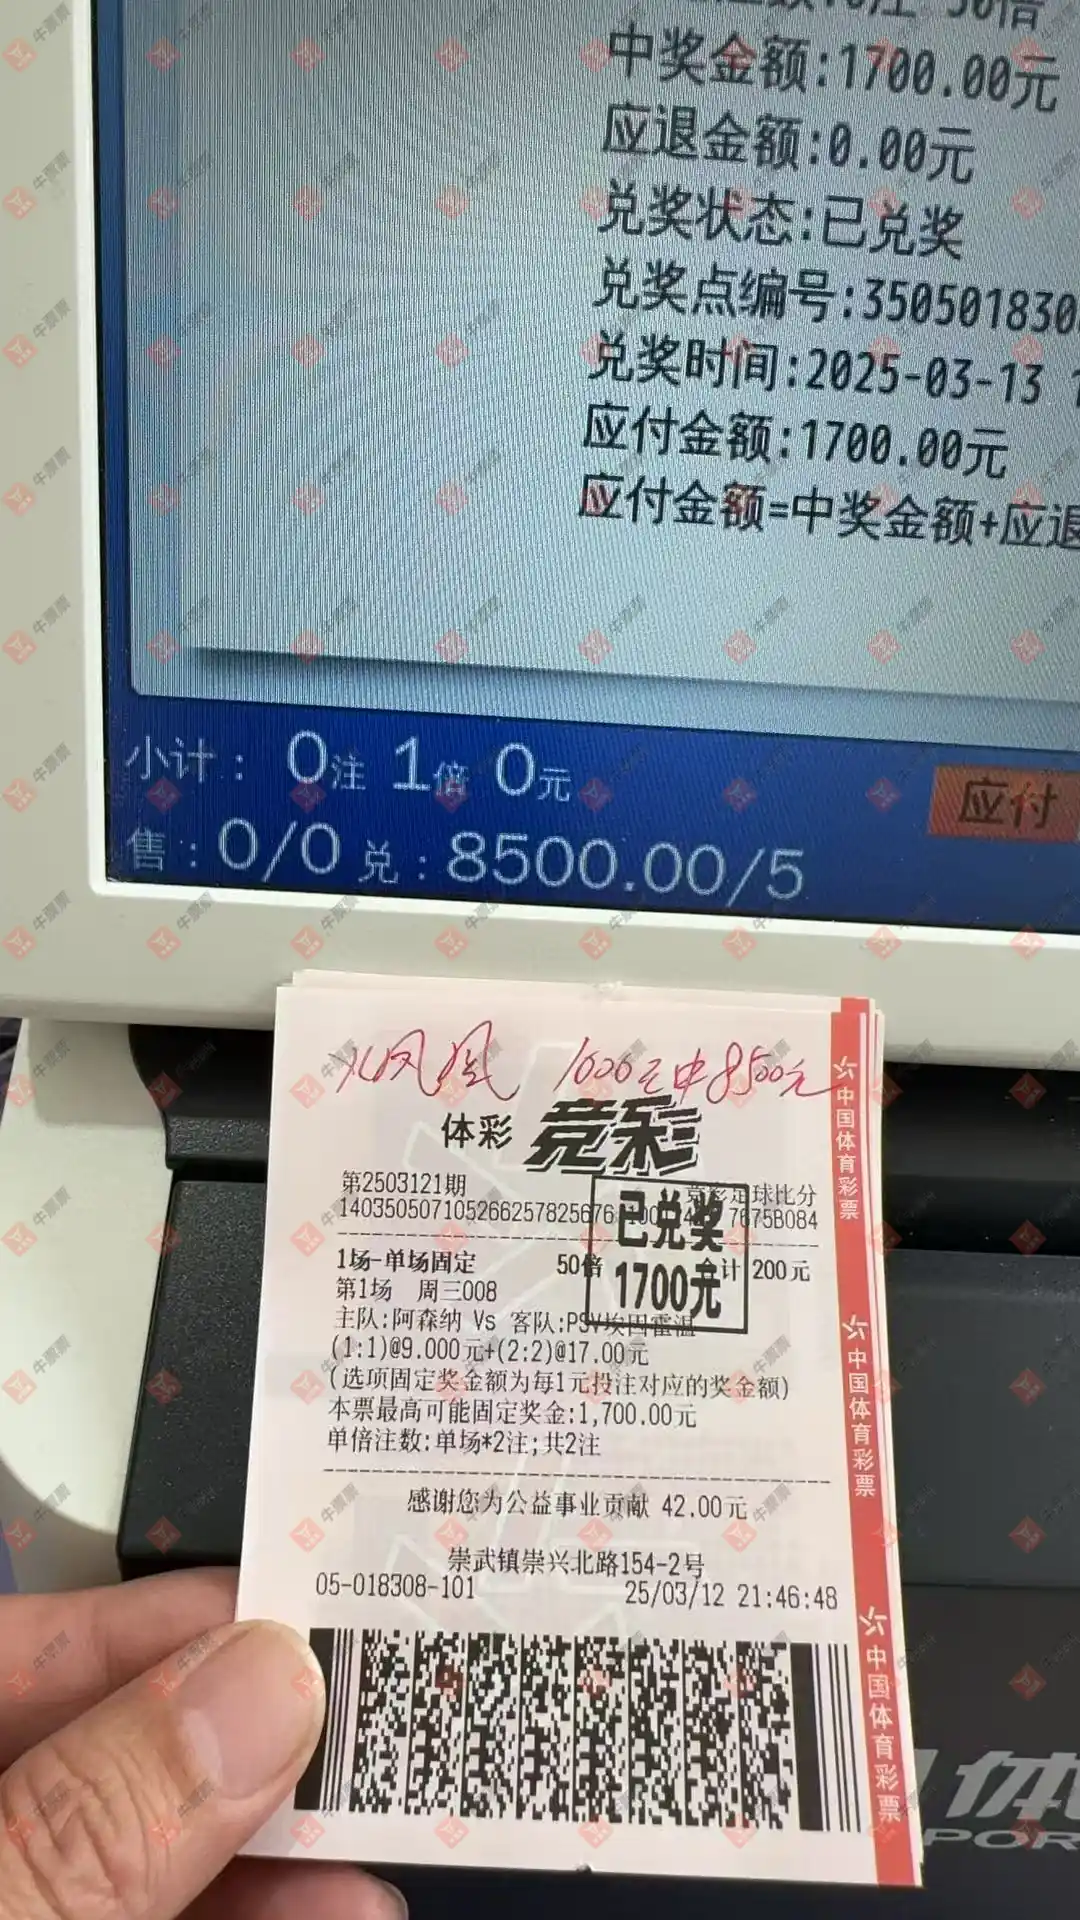 中奖金额:1700.00元
应退金额:0.00元
兑奖状态:已兑奖
兑奖点编号:350501830
兑奖时间:2025-03-13
应付金额:1700.00元
应付金额=中奖金额+应退
小计： 0注 1倍 0元
应付
售：0/0 兑：8500.00/5
火凤凰 1000元中8500元
体彩 竞彩
第2503121期
竞彩足球比分
已兑奖
1700元
1场-单场固定 50倍 合计 200元
第1场 周三008
主队:阿森纳 Vs 客队:PSV埃因霍温
(1:1)@9.000元+(2:2)@17.00元
(选项固定奖金额为每1元投注对应的奖金额)
本票最高可能固定奖金:1,700.00元
单倍注数:单场*2注;共2注
感谢您为公益事业贡献 42.00元
崇武镇崇兴北路154-2号
05-018308-101 25/03/12 21:46:48
中国体育彩票
中国体育彩票
中国体育彩票
体
POR
牛票票